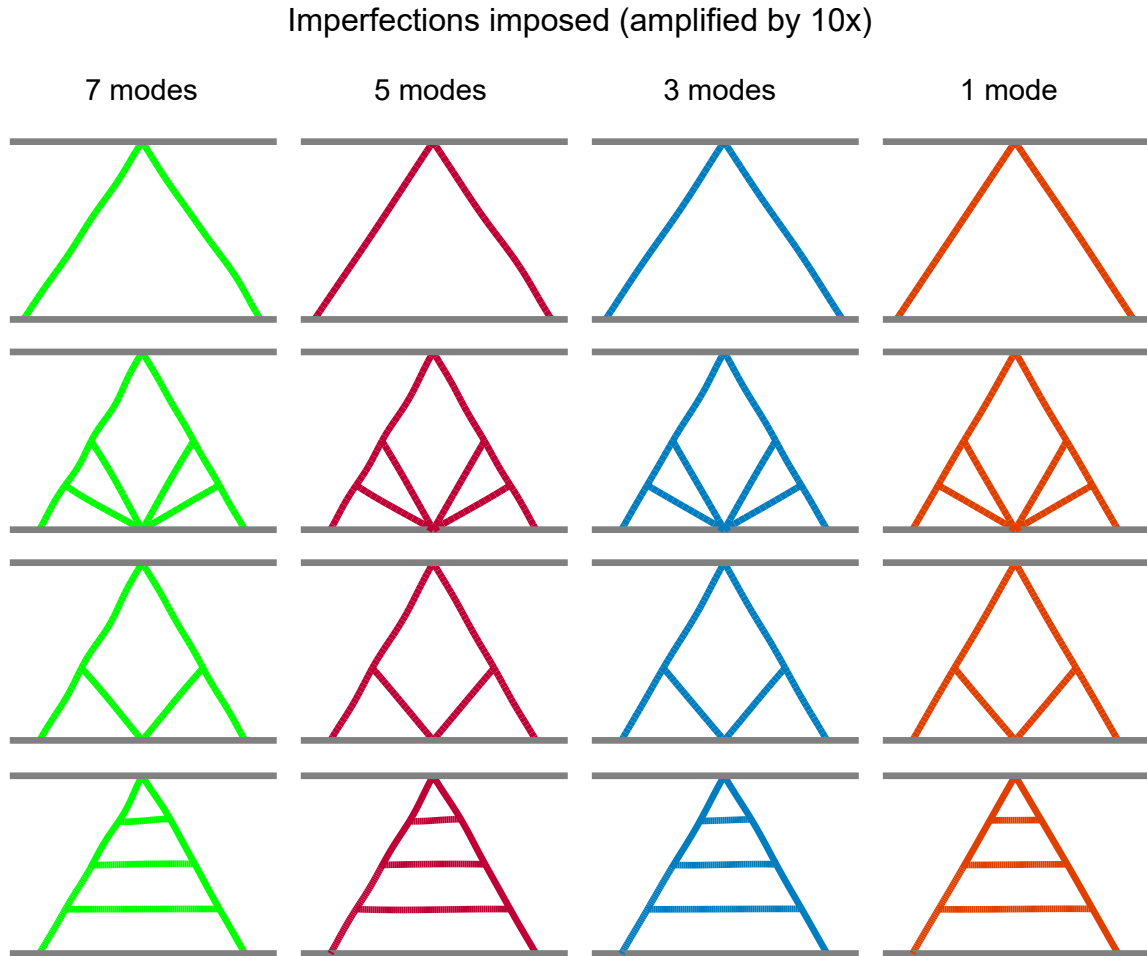 Imperfections imposed (amplified by 10x)
7 modes
5 modes
3 modes
1 mode